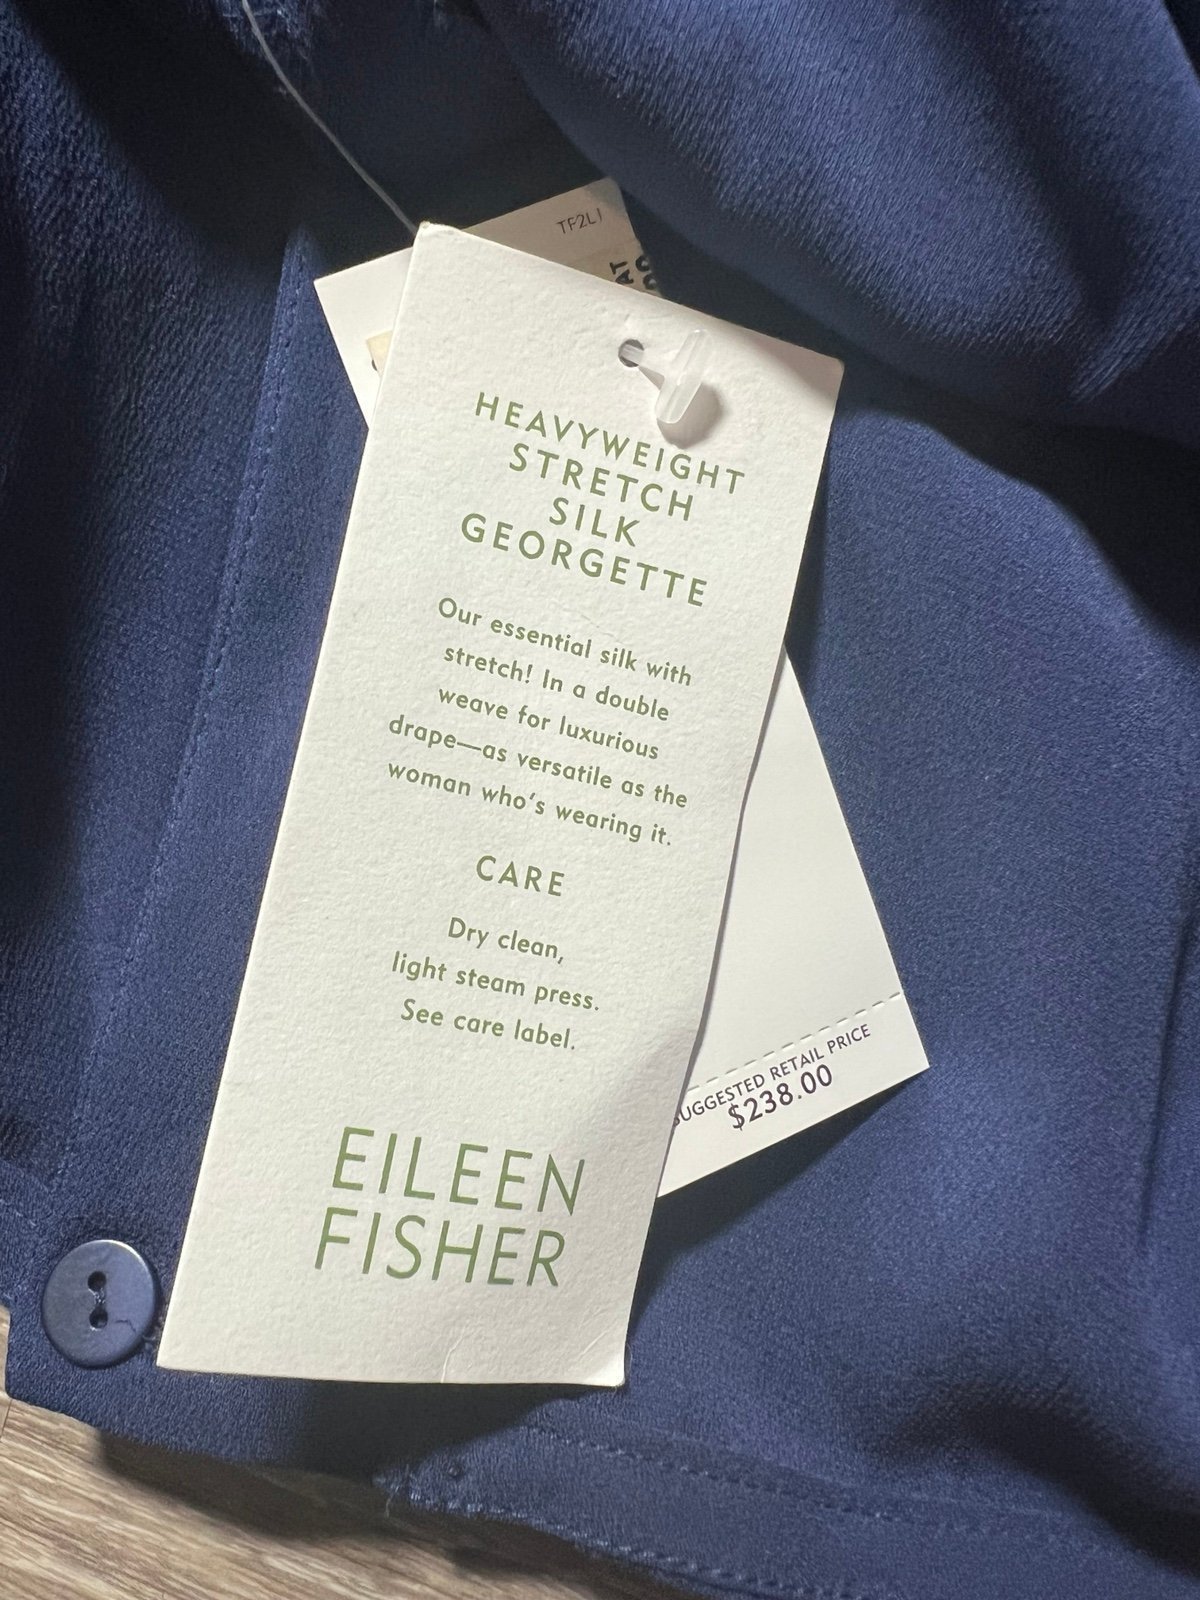 TF2L1
HEAVYWEIGHT
STRETCH
SILK
GEORGETTE
Our essential silk with
stretch! In a double
weave for luxurious
drape—as versatile as the
woman who's wearing it.
CARE
Dry clean,
light steam press.
See care label.
EILEEN
FISHER
SUGGESTED RETAIL PRICE
$238.00